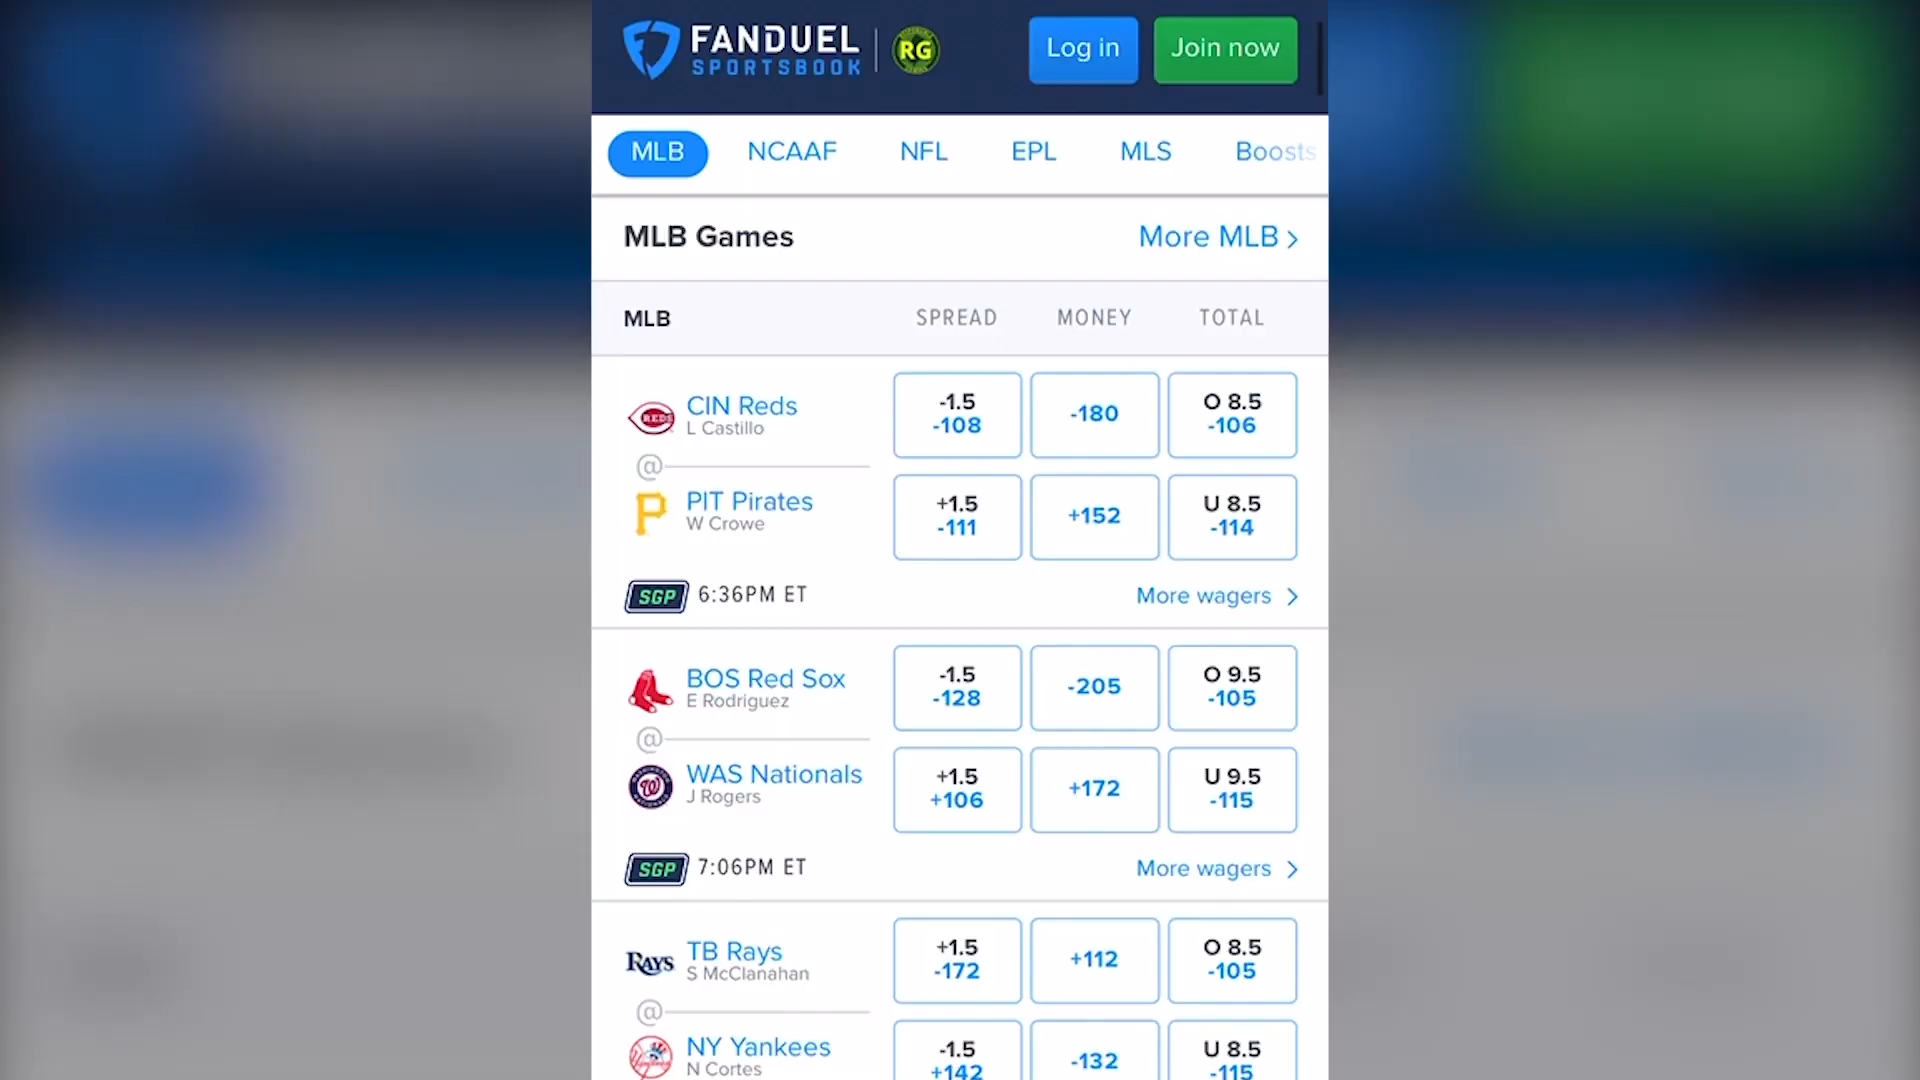 FANDUEL
SPORTSBOOK
RG
Log in
Join now
MLB NCAAF NFL EPL MLS Boosts
MLB Games More MLB >
MLB SPREAD MONEY TOTAL
CIN Reds
L Castillo
-1.5
-108
-180
O 8.5
-106
@
PIT Pirates
W Crowe
+1.5
-111
+152
U 8.5
-114
SGP 6:36PM ET More wagers >
BOS Red Sox
E Rodriguez
-1.5
-128
-205
O 9.5
-105
@
WAS Nationals
J Rogers
+1.5
+106
+172
U 9.5
-115
SGP 7:06PM ET More wagers >
RAYS
TB Rays
S McClanahan
+1.5
-172
+112
O 8.5
-105
@
NY Yankees
N Cortes
-1.5
+142
-132
U 8.5
-115